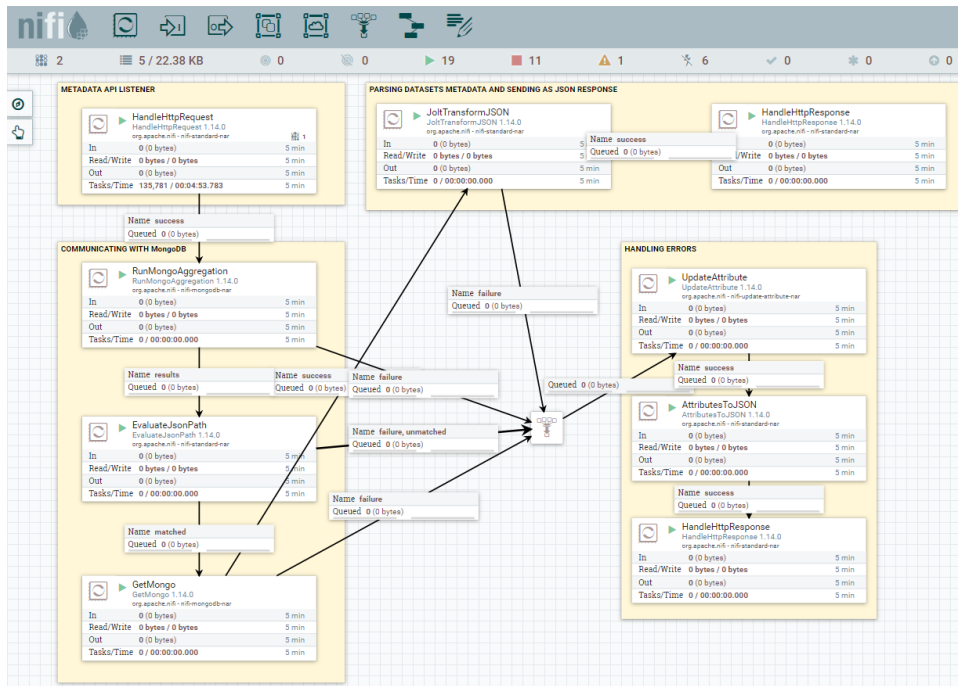 nifi
2
5 / 22.38 KB
0
0
19
11
1
6
0
0
0
METADATA API LISTENER
HandleHttpRequest
HandleHttpRequest 1.14.0
org.apache.nifi - nifi-standard-nar
1
In 0 (0 bytes) 5 min
Read/Write 0 bytes / 0 bytes 5 min
Out 0 (0 bytes) 5 min
Tasks/Time 135,781 / 00:04:53.783 5 min
Name success
Queued 0 (0 bytes)
COMMUNICATING WITH MongoDB
RunMongoAggregation
RunMongoAggregation 1.14.0
org.apache.nifi - nifi-mongodb-nar
In 0 (0 bytes) 5 min
Read/Write 0 bytes / 0 bytes 5 min
Out 0 (0 bytes) 5 min
Tasks/Time 0 / 00:00:00.000 5 min
Name results
Queued 0 (0 bytes)
EvaluateJsonPath
EvaluateJsonPath 1.14.0
org.apache.nifi - nifi-standard-nar
In 0 (0 bytes) 5 min
Read/Write 0 bytes / 0 bytes 5 min
Out 0 (0 bytes) 5 min
Tasks/Time 0 / 00:00:00.000 5 min
Name matched
Queued 0 (0 bytes)
GetMongo
GetMongo 1.14.0
org.apache.nifi - nifi-mongodb-nar
In 0 (0 bytes) 5 min
Read/Write 0 bytes / 0 bytes 5 min
Out 0 (0 bytes) 5 min
Tasks/Time 0 / 00:00:00.000 5 min
PARSING DATASETS METADATA AND SENDING AS JSON RESPONSE
JoltTransformJSON
JoltTransformJSON 1.14.0
org.apache.nifi - nifi-standard-nar
In 0 (0 bytes)
Read/Write 0 bytes / 0 bytes
Out 0 (0 bytes) 5 min
Tasks/Time 0 / 00:00:00.000 5 min
Name success
Queued 0 (0 bytes)
HandleHttpResponse
HandleHttpResponse 1.14.0
org.apache.nifi - nifi-standard-nar
0 (0 bytes) 5 min
/Write 0 bytes / 0 bytes 5 min
Out 0 (0 bytes) 5 min
Tasks/Time 0 / 00:00:00.000 5 min
Name failure
Queued 0 (0 bytes)
Name success
Queued 0 (0 bytes)
Name failure
Queued 0 (0 bytes)
Name failure, unmatched
Queued 0 (0 bytes)
Name failure
Queued 0 (0 bytes)
Queued 0 (0 bytes)
HANDLING ERRORS
UpdateAttribute
UpdateAttribute 1.14.0
org.apache.nifi - nifi-update-attribute-nar
In 0 (0 bytes) 5 min
Read/Write 0 bytes / 0 bytes 5 min
Out 0 (0 bytes) 5 min
Tasks/Time 0 / 00:00:00.000 5 min
Name success
Queued 0 (0 bytes)
AttributesToJSON
AttributesToJSON 1.14.0
org.apache.nifi - nifi-standard-nar
In 0 (0 bytes) 5 min
Read/Write 0 bytes / 0 bytes 5 min
Out 0 (0 bytes) 5 min
Tasks/Time 0 / 00:00:00.000 5 min
Name success
Queued 0 (0 bytes)
HandleHttpResponse
HandleHttpResponse 1.14.0
org.apache.nifi - nifi-standard-nar
In 0 (0 bytes) 5 min
Read/Write 0 bytes / 0 bytes 5 min
Out 0 (0 bytes) 5 min
Tasks/Time 0 / 00:00:00.000 5 min